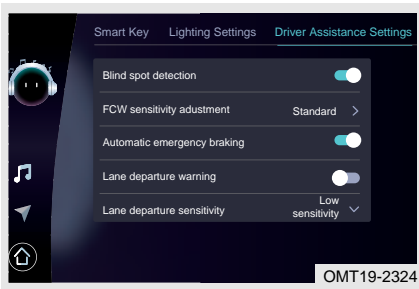 Smart Key Lighting Settings Driver Assistance Settings
Blind spot detection
FCW sensitivity adustment Standard >
Automatic emergency braking
Lane departure warning
Lane departure sensitivity Low sensitivity
OMT19-2324